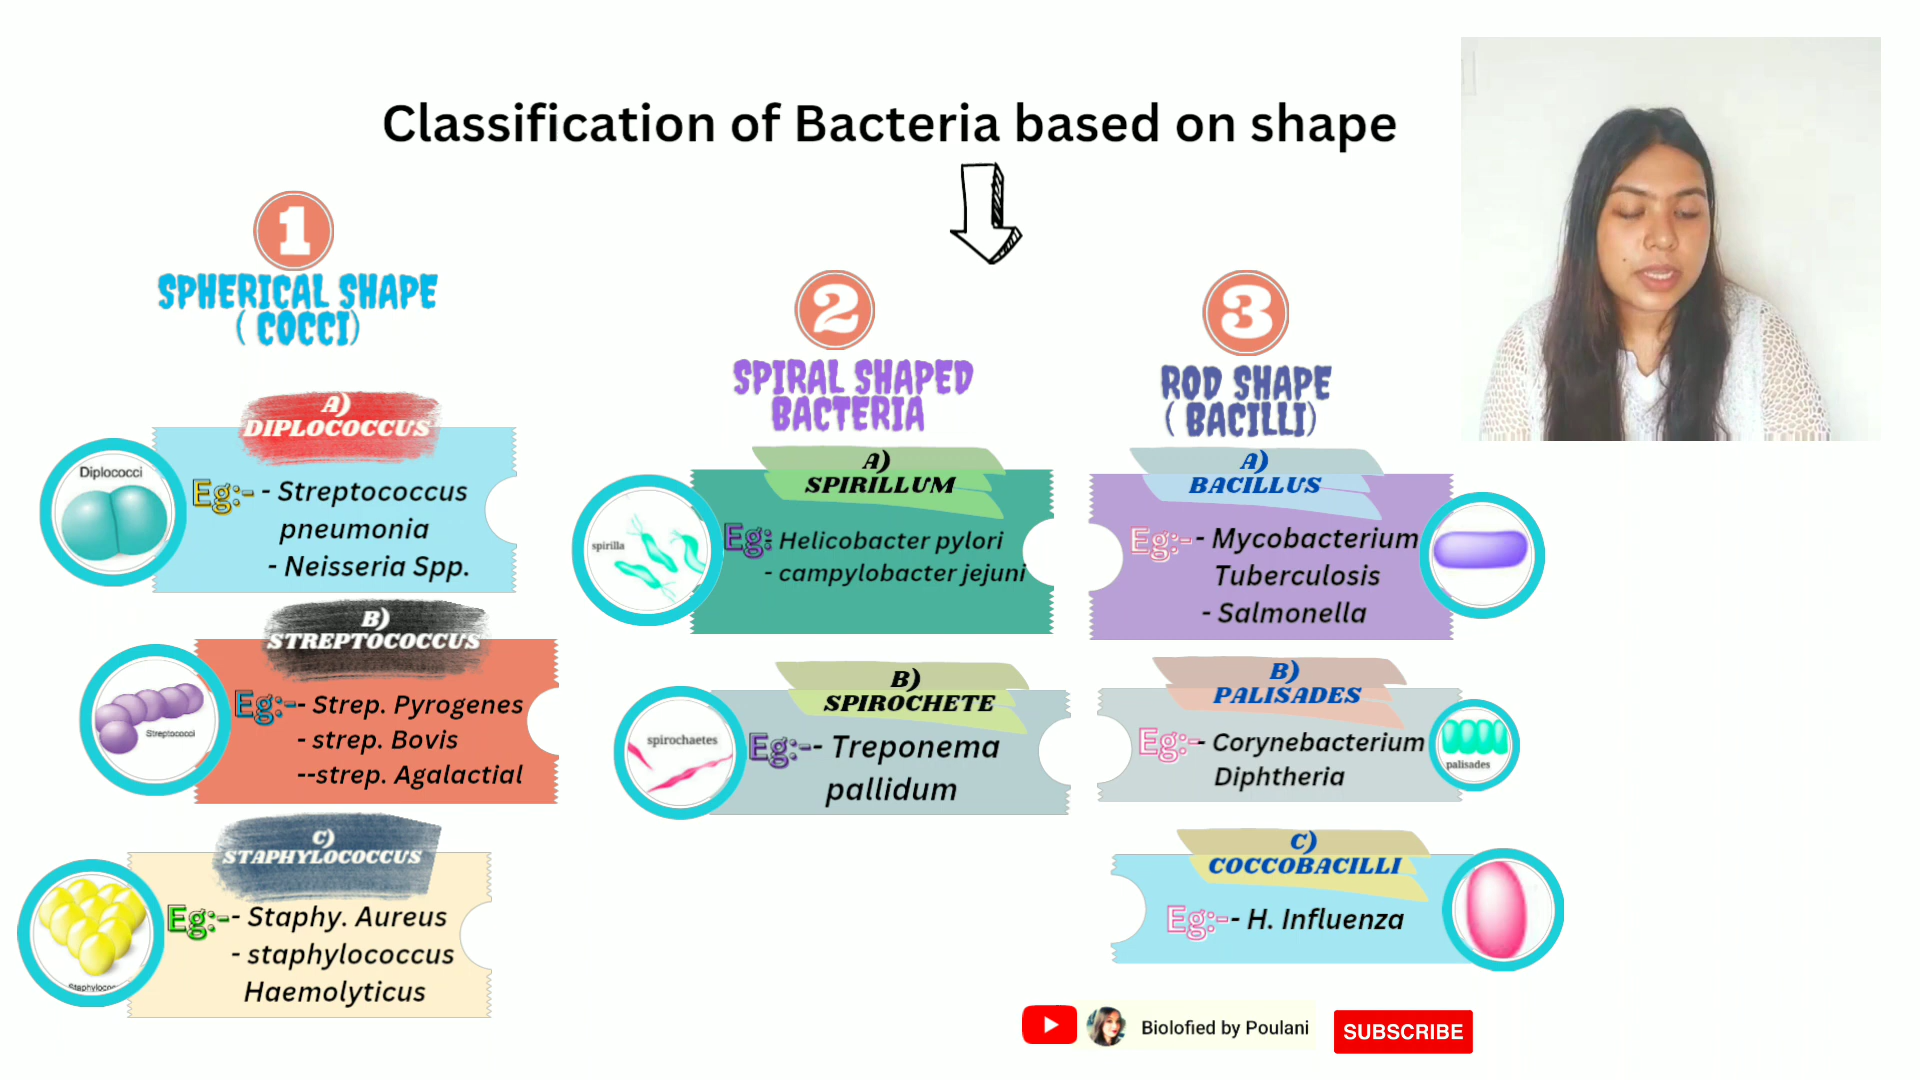 Classification of Bacteria based on shape
1
SPHERICAL SHAPE
( COCCI)
A)
DIPLOCOCCUS
Diplococci
Eg:- - Streptococcus
pneumonia
- Neisseria Spp.
B)
STREPTOCOCCUS
Streptococci
Eg:-- Strep. Pyrogenes
- strep. Bovis
--strep. Agalactial
C)
STAPHYLOCOCCUS
Eg:-- Staphy. Aureus
- staphylococcus
Haemolyticus
2
SPIRAL SHAPED
BACTERIA
A)
SPIRILLUM
spirilla
Eg: Helicobacter pylori
- campylobacter jejuni
B)
SPIROCHETE
spirochaetes
Eg:-- Treponema
pallidum
3
ROD SHAPE
( BACILLI)
A)
BACILLUS
Eg:-- Mycobacterium
Tuberculosis
- Salmonella
B)
PALISADES
Eg:-- Corynebacterium
Diphtheria
palisades
C)
COCCOBACILLI
Eg:-- H. Influenza
Biolofied by Poulani
SUBSCRIBE